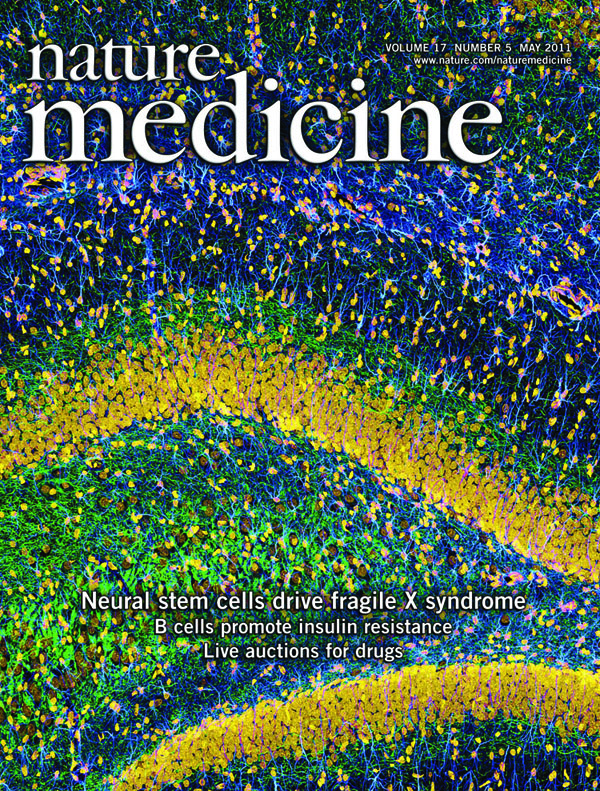 nature
medicine
VOLUME 17 NUMBER 5 MAY 2011
www.nature.com/naturemedicine
Neural stem cells drive fragile X syndrome
B cells promote insulin resistance
Live auctions for drugs